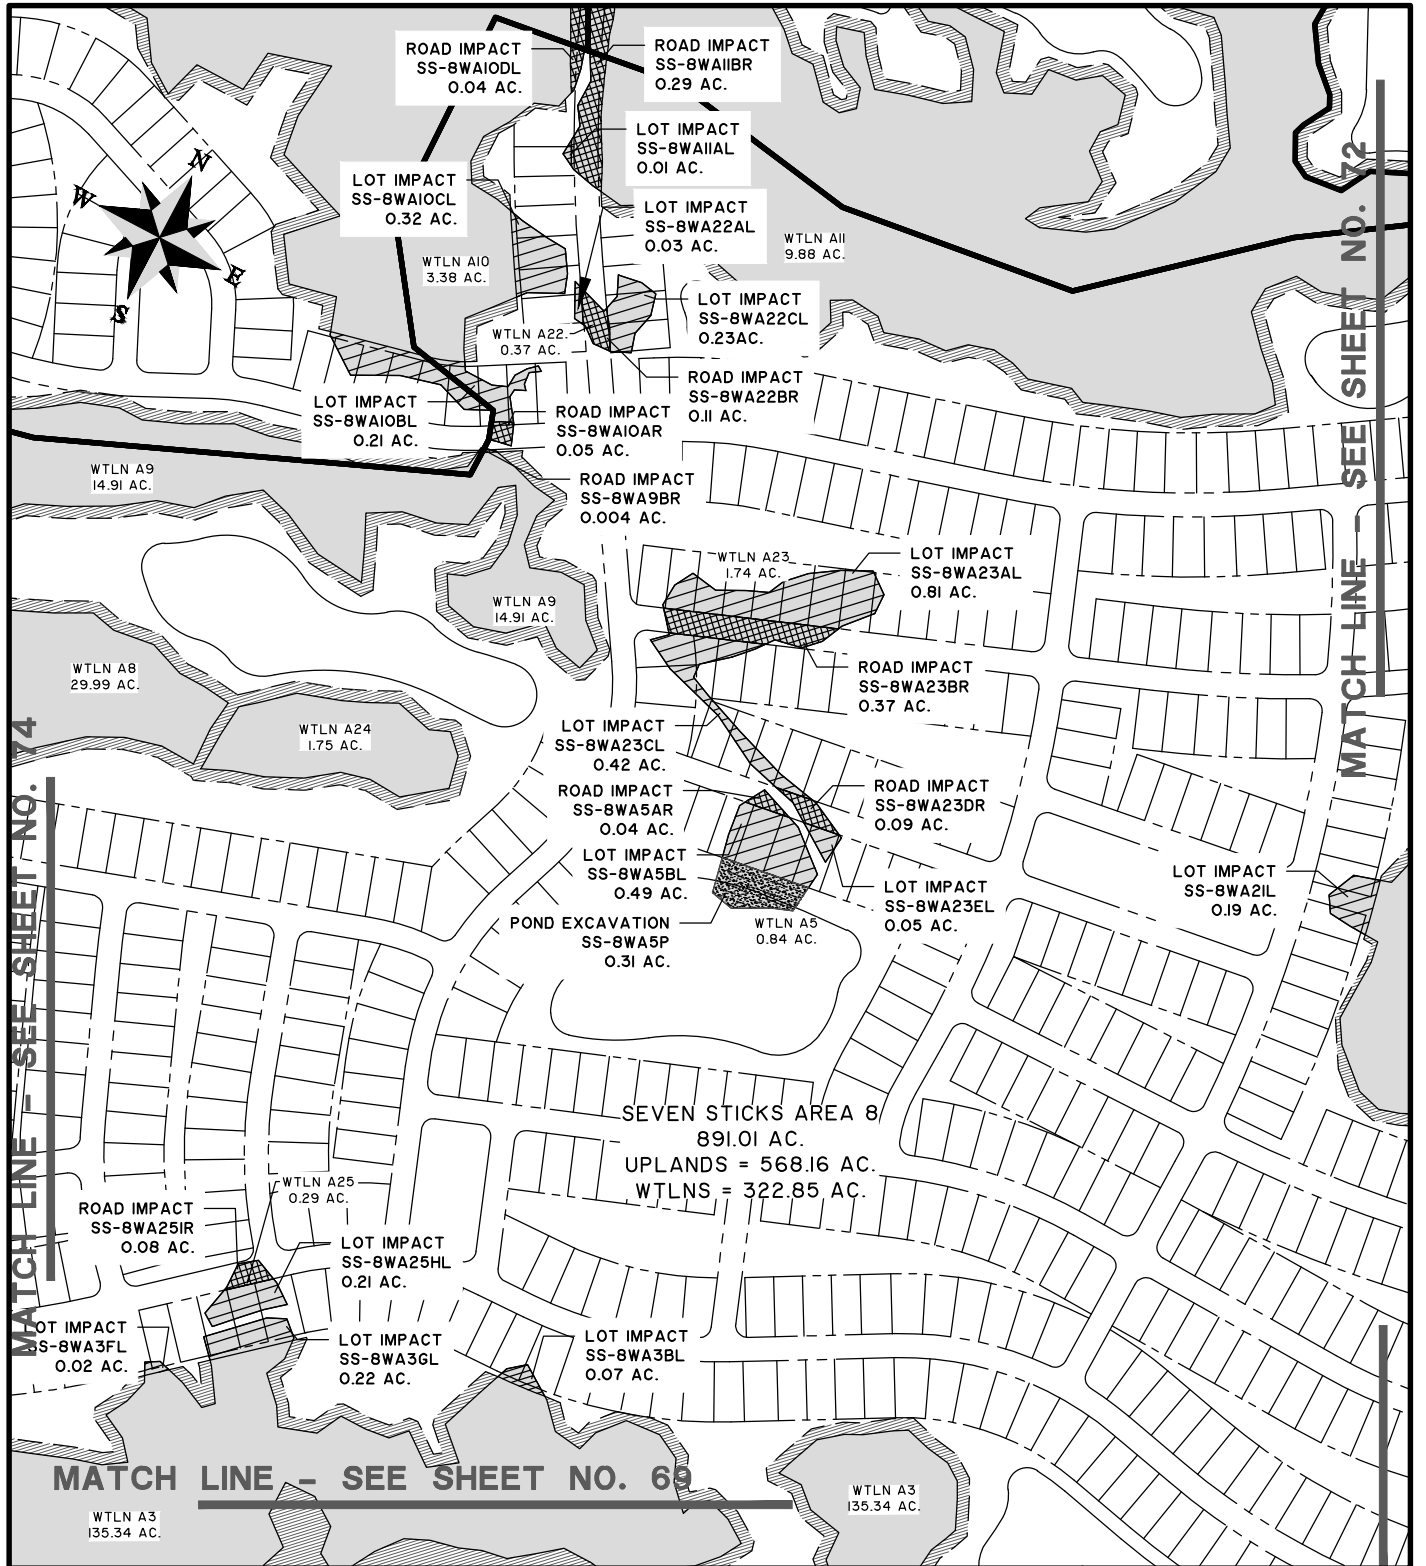 ROAD IMPACT
SS-8WA10DL
0.04 AC.
ROAD IMPACT
SS-8WA11BR
0.29 AC.
LOT IMPACT
SS-8WA11AL
0.01 AC.
LOT IMPACT
SS-8WA10CL
0.32 AC.
LOT IMPACT
SS-8WA22AL
0.03 AC.
WTLN A11
9.88 AC.
WTLN A10
3.38 AC.
N
W
E
S
LOT IMPACT
SS-8WA22CL
0.23AC.
WTLN A22
0.37 AC.
ROAD IMPACT
SS-8WA22BR
0.11 AC.
LOT IMPACT
SS-8WA10BL
0.21 AC.
ROAD IMPACT
SS-8WA10AR
0.05 AC.
WTLN A9
14.91 AC.
ROAD IMPACT
SS-8WA9BR
0.004 AC.
WTLN A23
1.74 AC.
LOT IMPACT
SS-8WA23AL
0.81 AC.
WTLN A9
14.91 AC.
WTLN A8
29.99 AC.
ROAD IMPACT
SS-8WA23BR
0.37 AC.
WTLN A24
1.75 AC.
LOT IMPACT
SS-8WA23CL
0.42 AC.
ROAD IMPACT
SS-8WA5AR
0.04 AC.
ROAD IMPACT
SS-8WA23DR
0.09 AC.
LOT IMPACT
SS-8WA5BL
0.49 AC.
LOT IMPACT
SS-8WA23EL
0.05 AC.
LOT IMPACT
SS-8WA21L
0.19 AC.
POND EXCAVATION
SS-8WA5P
0.31 AC.
WTLN A5
0.84 AC.
SEVEN STICKS AREA 8
891.01 AC.
UPLANDS = 568.16 AC.
WTLNS = 322.85 AC.
WTLN A25
0.29 AC.
ROAD IMPACT
SS-8WA25IR
0.08 AC.
LOT IMPACT
SS-8WA25HL
0.21 AC.
OT IMPACT
SS-8WA3FL
0.02 AC.
LOT IMPACT
SS-8WA3GL
0.22 AC.
LOT IMPACT
SS-8WA3BL
0.07 AC.
MATCH LINE - SEE SHEET NO. 72
MATCH LINE - SEE SHEET NO. 74
MATCH LINE - SEE SHEET NO. 69
WTLN A3
135.34 AC.
WTLN A3
135.34 AC.